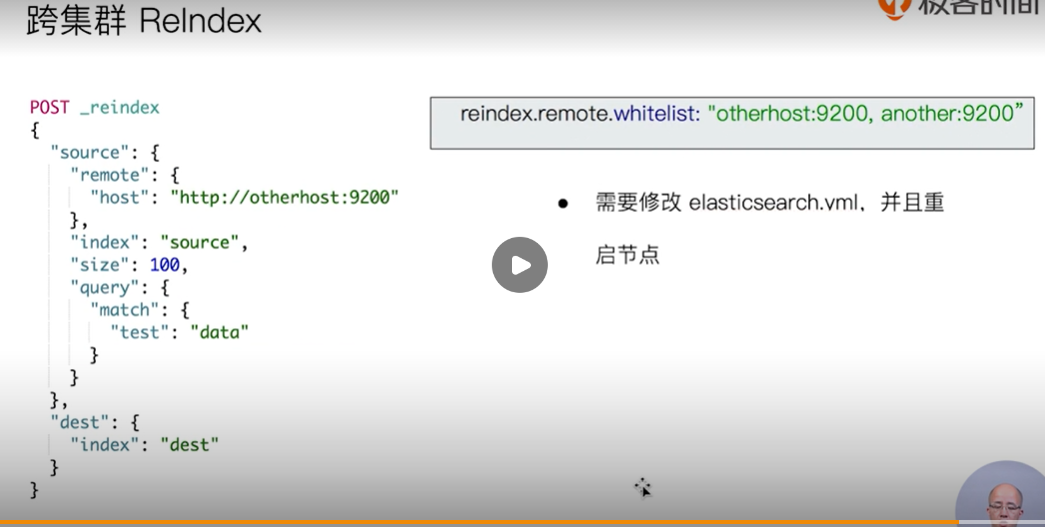 跨集群 ReIndex
极客时间
POST _reindex
{
"source": {
"remote": {
"host": "http://otherhost:9200"
},
"index": "source",
"size": 100,
"query": {
"match": {
"test": "data"
}
}
},
"dest": {
"index": "dest"
}
}
reindex.remote.whitelist: "otherhost:9200, another:9200”
● 需要修改 elasticsearch.yml，并且重
启节点